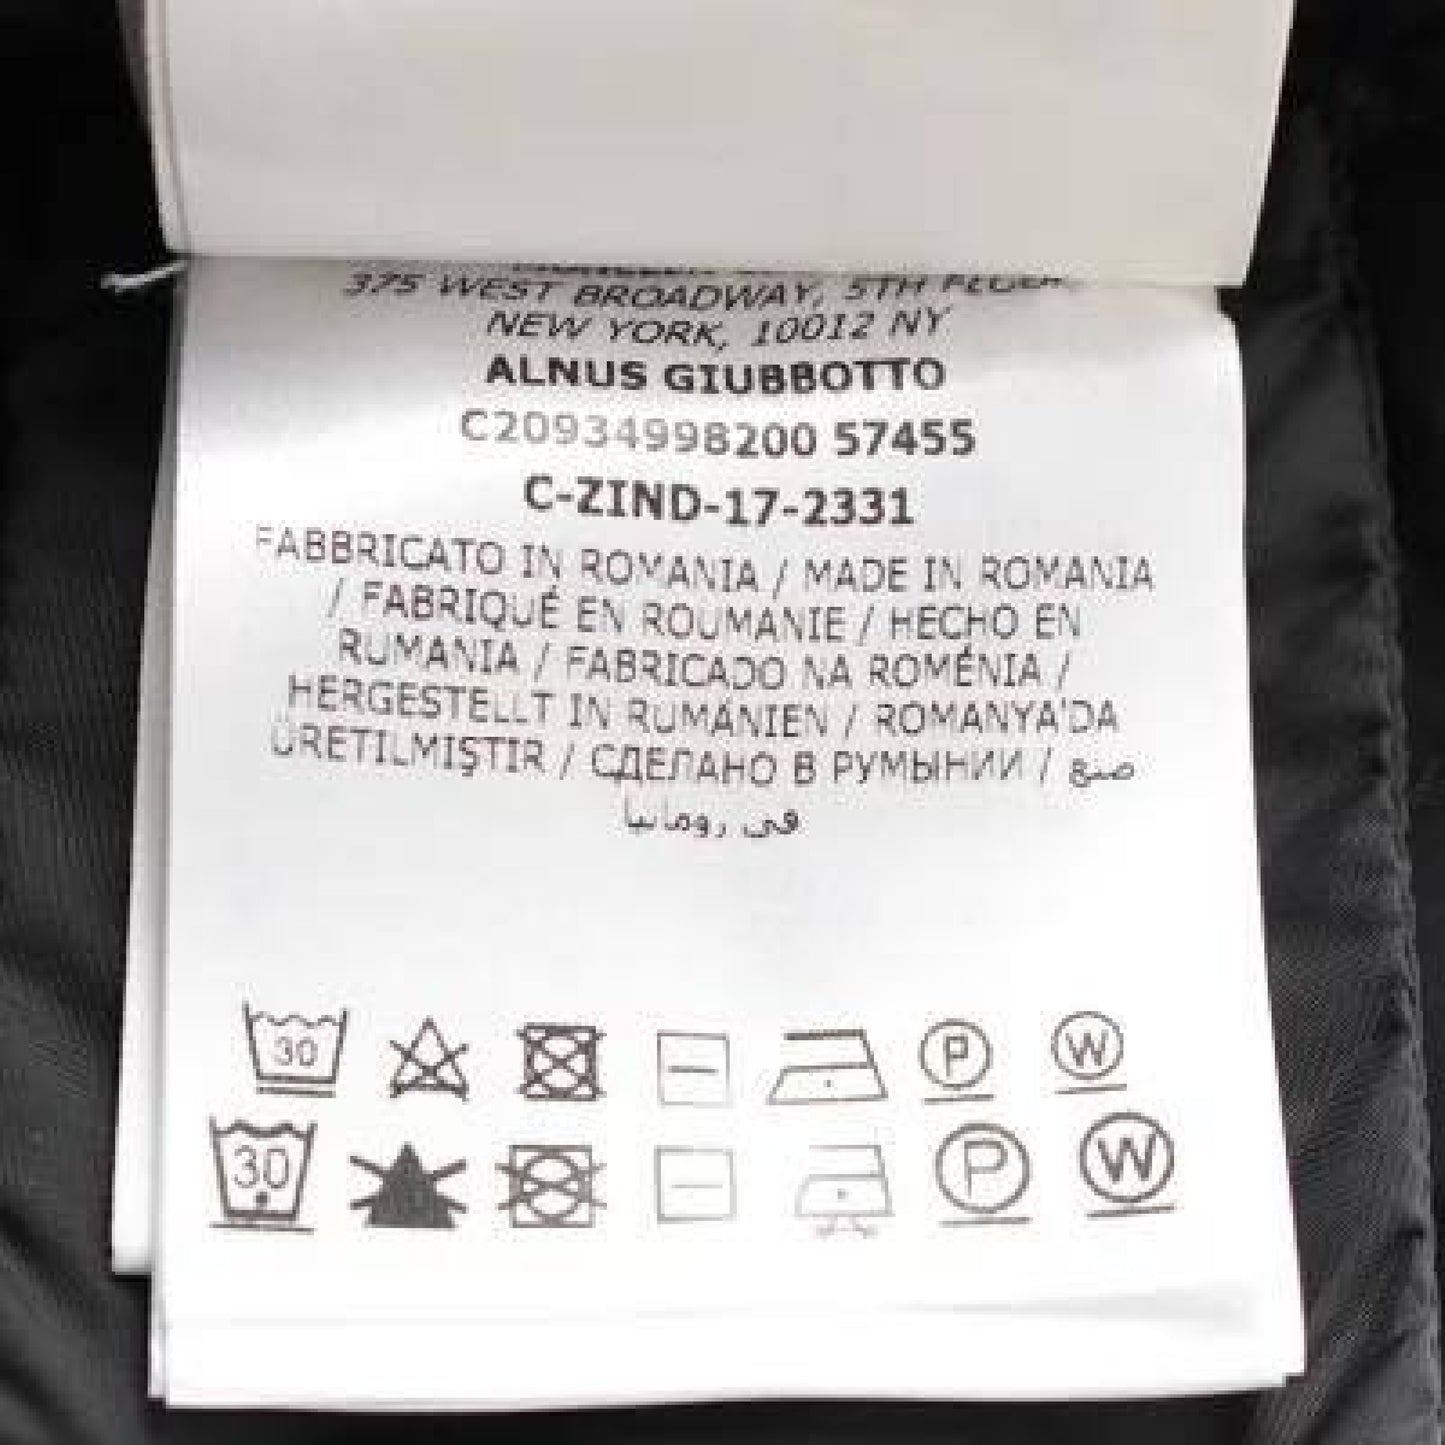 375 WEST BROADWAY, 5TH FLOOR,
NEW YORK, 10012 NY
ALNUS GIUBBOTTO
C20934998200 57455
C-ZIND-17-2331
FABBRICATO IN ROMANIA / MADE IN ROMANIA
/ FABRIQUÉ EN ROUMANIE / HECHO EN
RUMANIA / FABRICADO NA ROMÉNIA /
HERGESTELLT IN RUMÄNIEN / ROMANYA'DA
ÜRETILMIŞTIR / СДЕЛАНО В РУМЫНИИ / صنع
في رومانيا
30 P W
30 P W